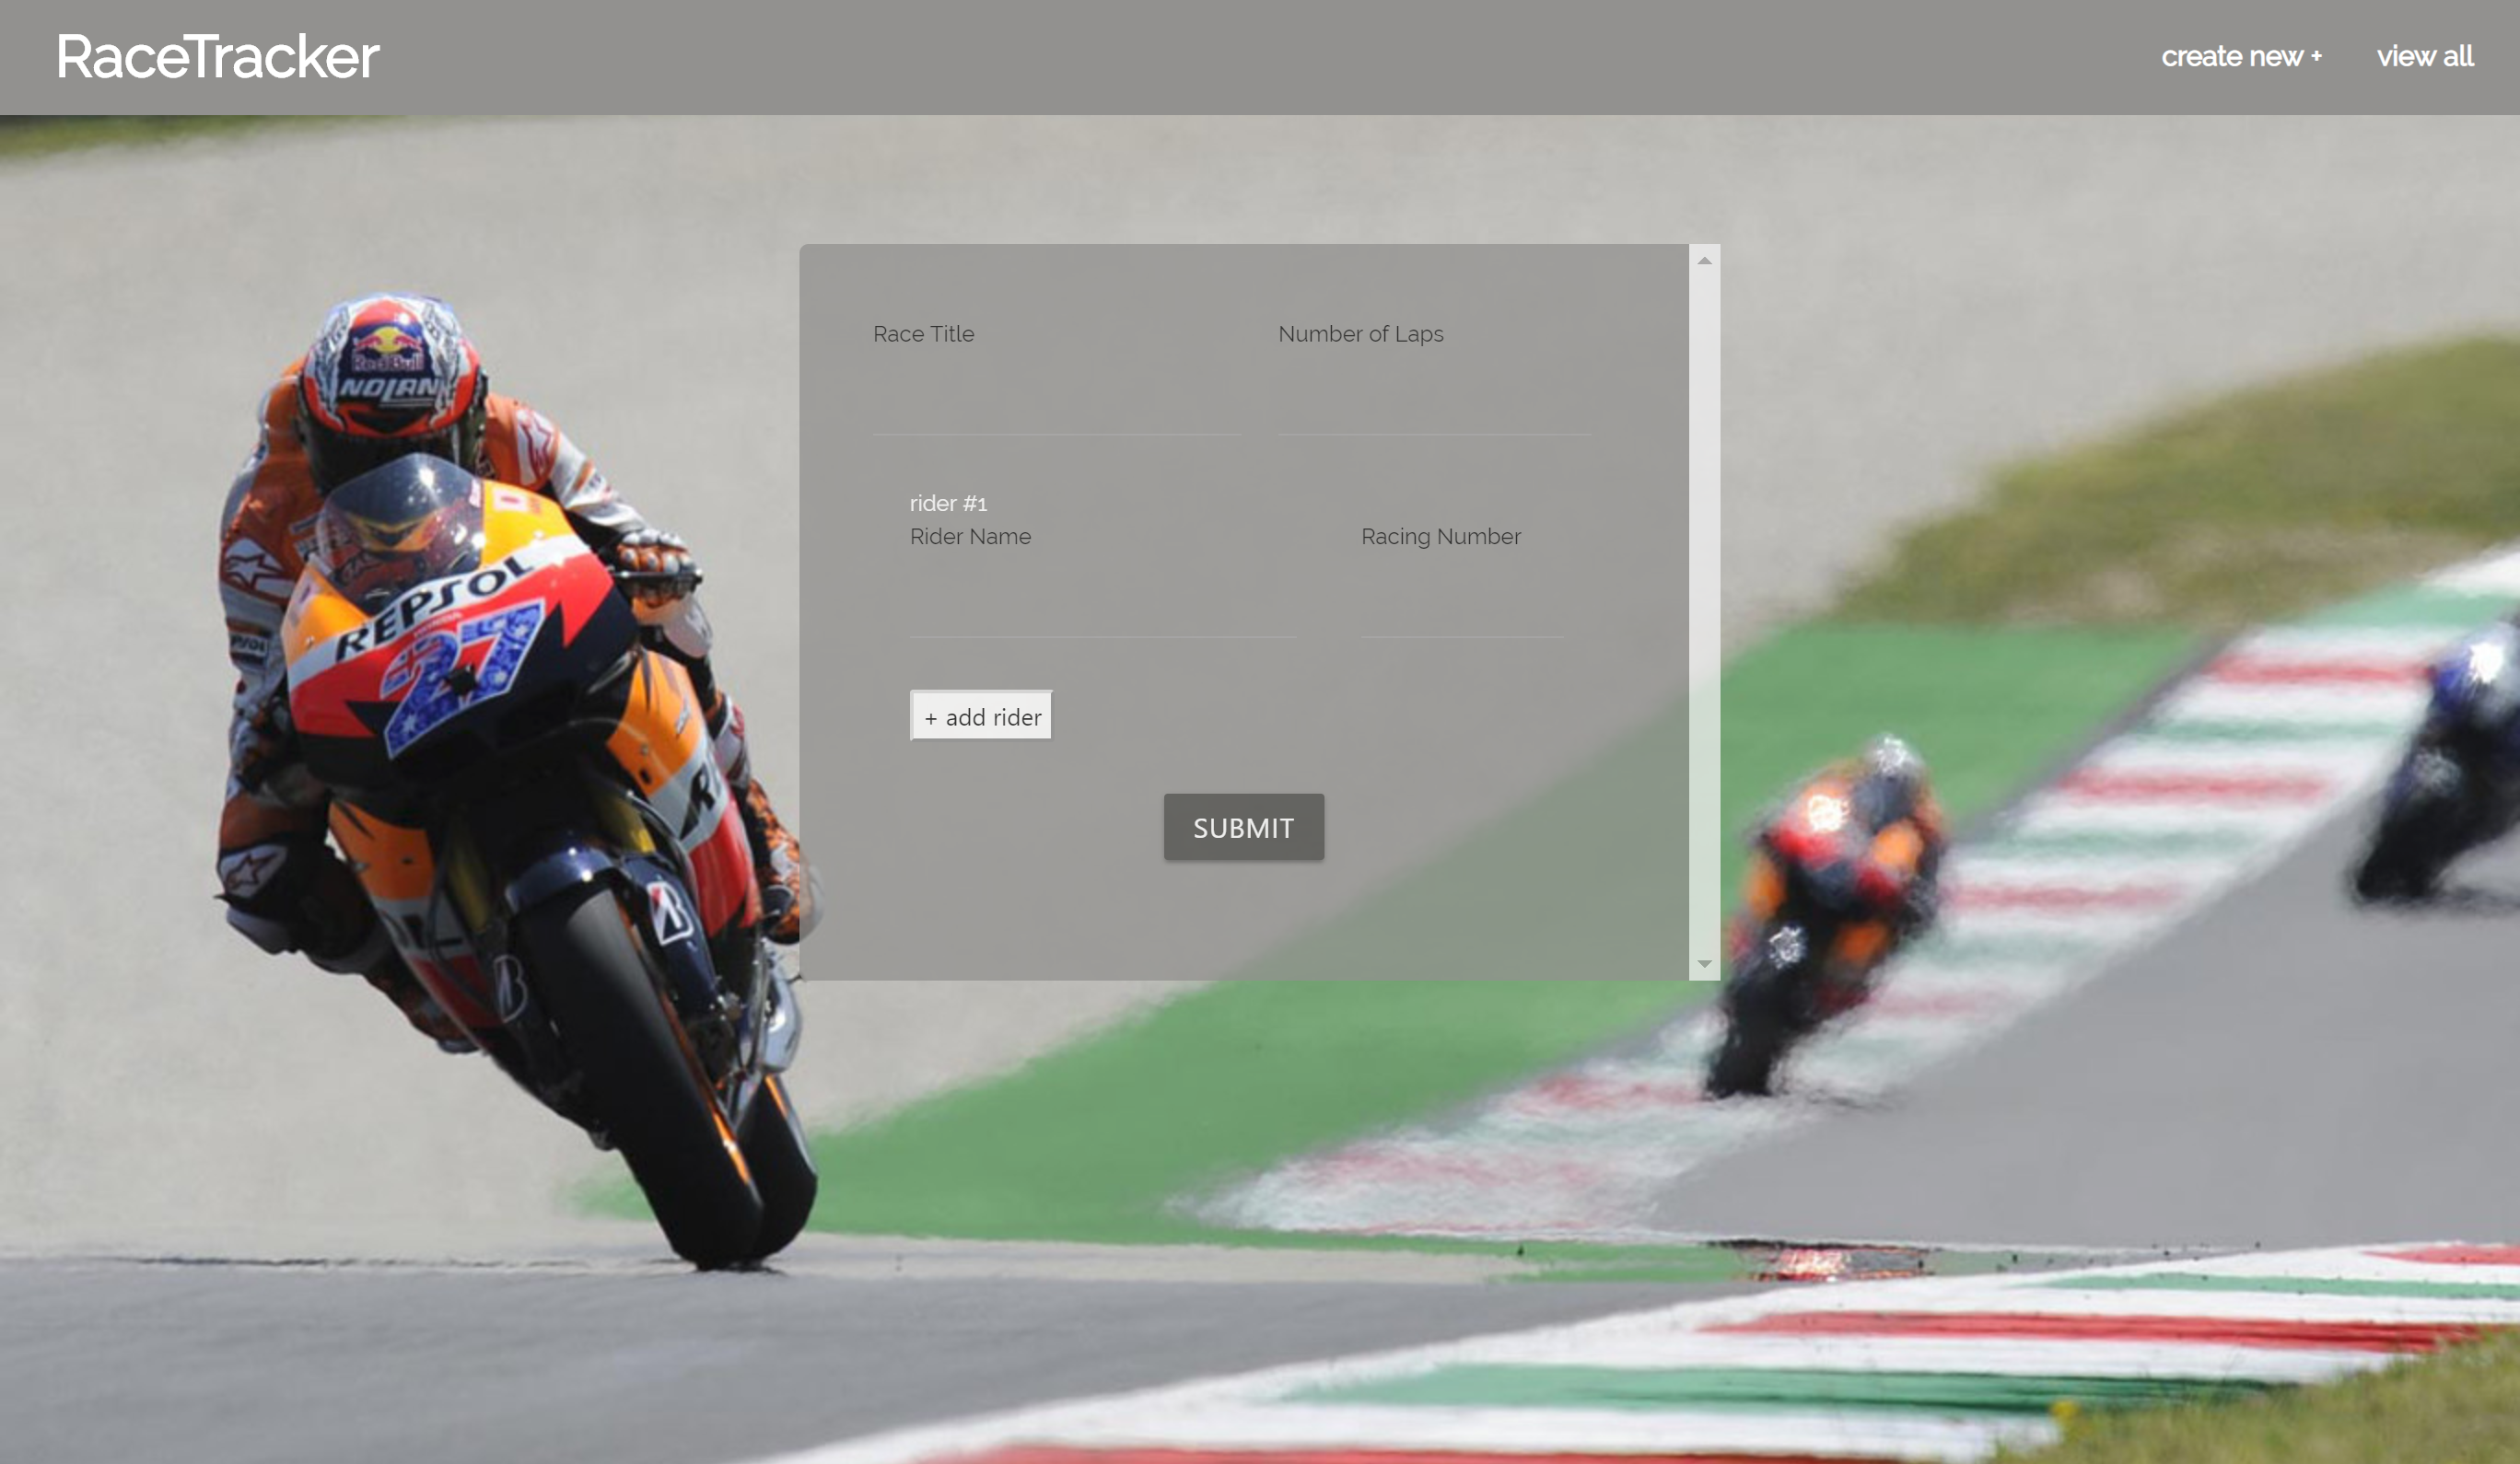 RaceTracker
create new +
view all
Race Title
Number of Laps
rider #1
Rider Name
Racing Number
+ add rider
SUBMIT
Red Bull
NOLAN
REPSOL
HONDA
27